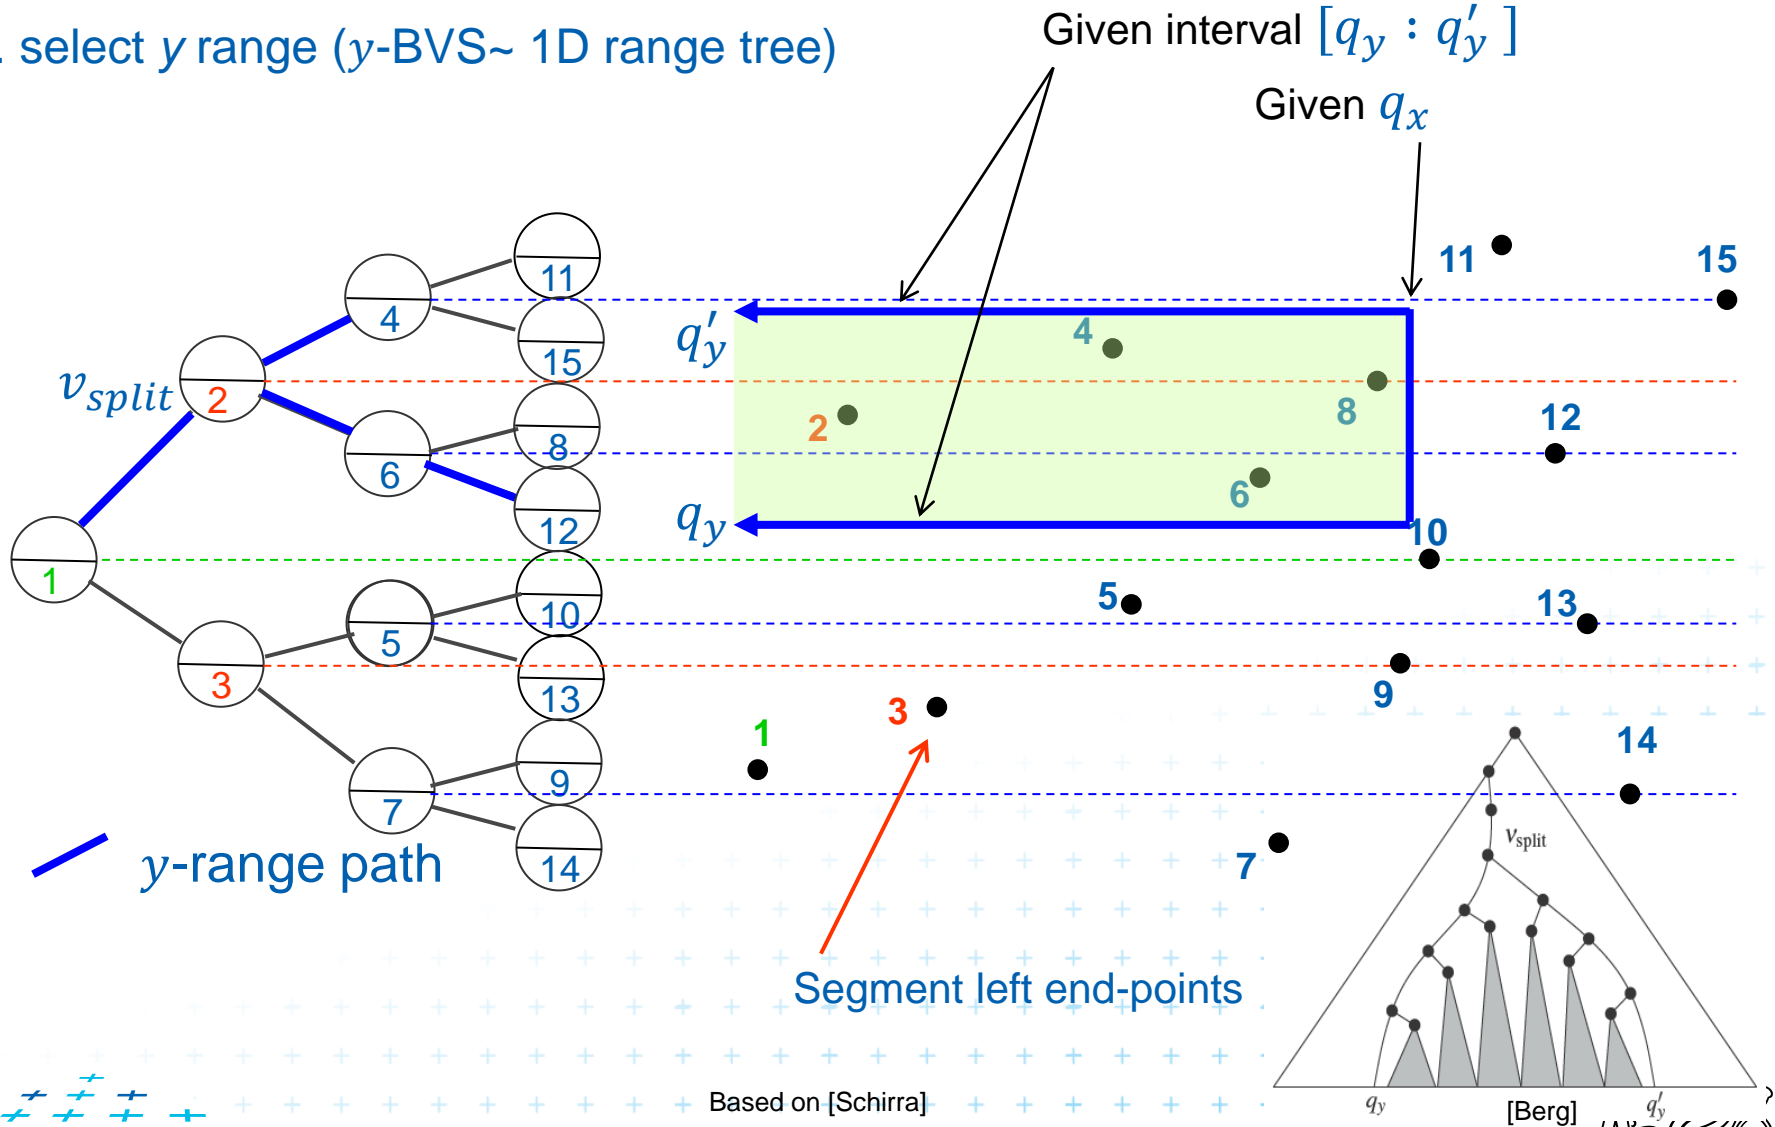 . select y range (y-BVS~ 1D range tree)
Given interval [q_y : q'_y ]
Given q_x
11
15
4
15
q'_y
4
v_split
2
8
2
8
12
6
6
12
q_y
10
1
5
10
13
5
3
13
9
3
1
14
9
7
14
7
y-range path
v_split
Segment left end-points
Based on [Schirra]
q_y
[Berg]
q'_y
11